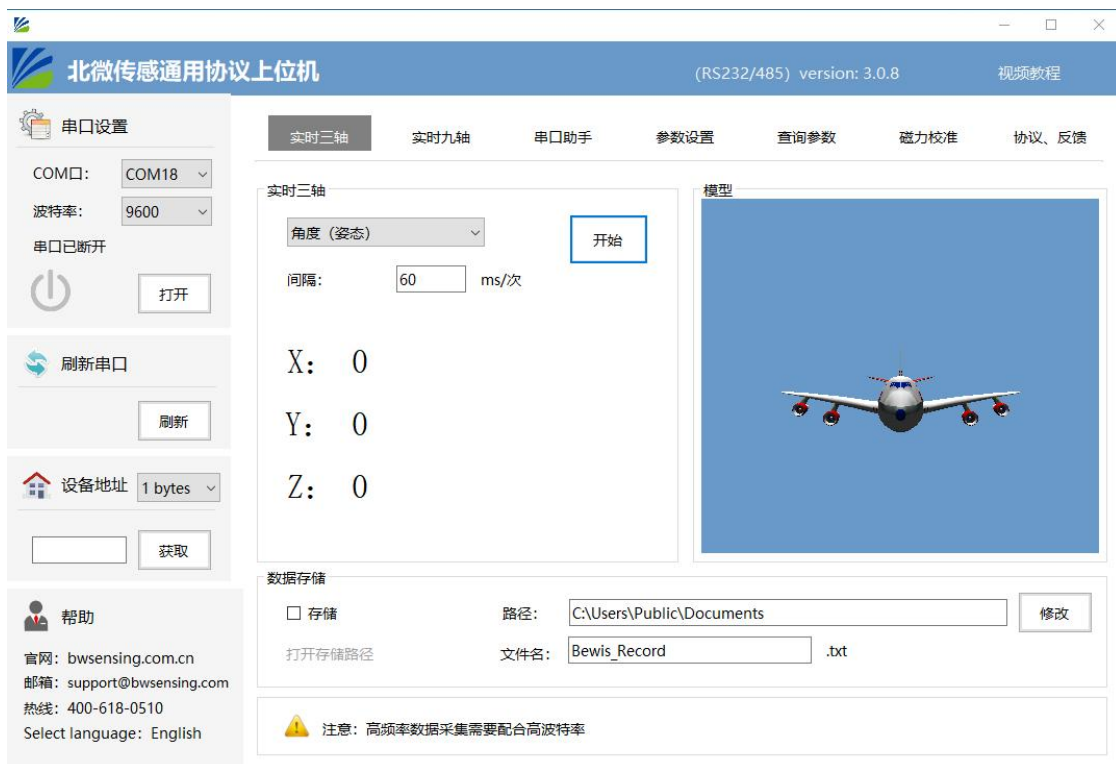 北微传感通用协议上位机
(RS232/485) version: 3.0.8
视频教程
串口设置
COM口:
COM18
波特率:
9600
串口已断开
打开
刷新串口
刷新
设备地址
1 bytes
获取
帮助
官网: bwsensing.com.cn
邮箱: support@bwsensing.com
热线: 400-618-0510
Select language: English
实时三轴
实时九轴
串口助手
参数设置
查询参数
磁力校准
协议、反馈
实时三轴
角度（姿态）
开始
间隔:
60
ms/次
X: 0
Y: 0
Z: 0
模型
数据存储
存储
路径:
C:\Users\Public\Documents
修改
打开存储路径
文件名:
Bewis_Record
.txt
注意: 高频率数据采集需要配合高波特率